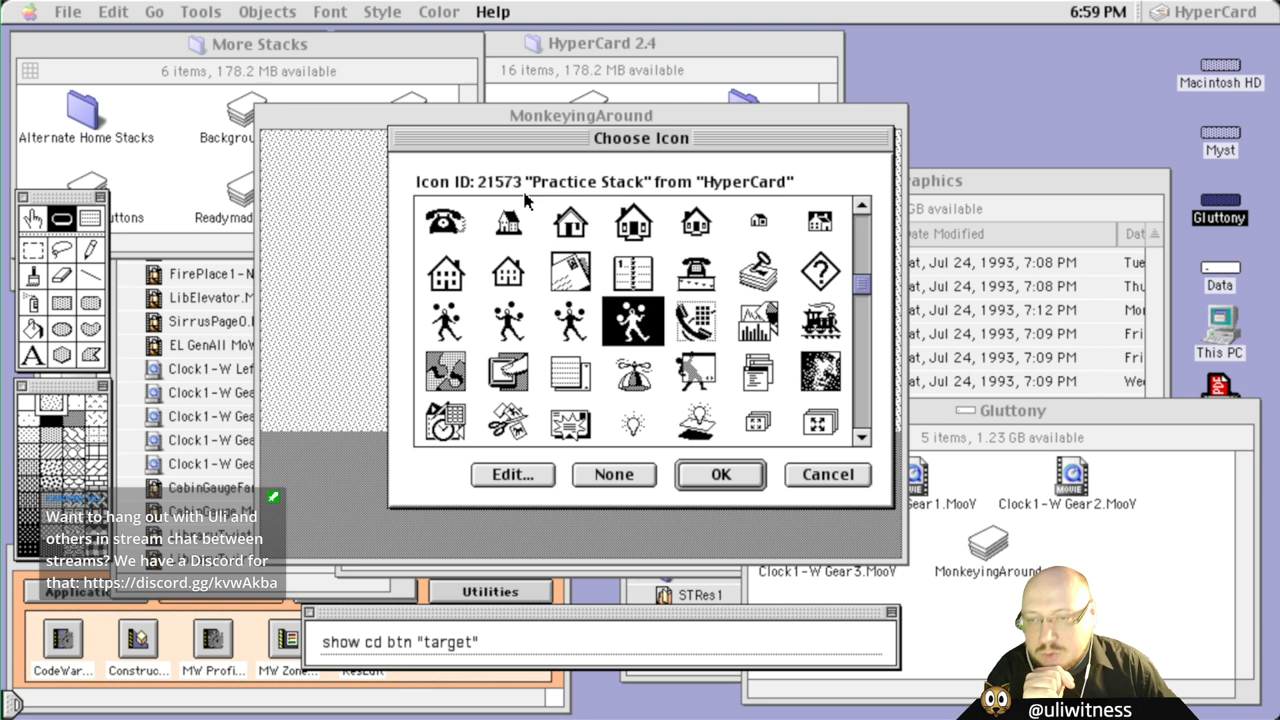 File Edit Go Tools Objects Font Style Color Help
6:59 PM HyperCard
More Stacks
6 items, 178.2 MB available
HyperCard 2.4
16 items, 178.2 MB available
Alternate Home Stacks
MonkeyingAround
Choose Icon
Icon ID: 21573 "Practice Stack" from "HyperCard"
Edit...
None
OK
Cancel
FirePlace1-N
LibElevator.M
SirrusPage0.I
EL GenAll MoV
Clock1-W Lef
Clock1-W Gea
Clock1-W Gea
Clock1-W Gea
Clock1-W Gea
CabinGaugeFar
Macintosh HD
Myst
Gluttony
Data
This PC
raphics
GB available
ate Modified
Dat
at, Jul 24, 1993, 7:08 PM Tue
at, Jul 24, 1993, 7:08 PM Thu
at, Jul 24, 1993, 7:12 PM Mon
at, Jul 24, 1993, 7:09 PM Fri
at, Jul 24, 1993, 7:09 PM Fri
at, Jul 24, 1993, 7:09 PM Wed
Gluttony
5 items, 1.23 GB available
Gear1.MooV
Clock1-W Gear2.MooV
Clock1-W Gear3.MooV
MonkeyingAround
Want to hang out with Uli and
others in stream chat between
streams? We have a Discord for
that: https://discord.gg/kvwAkba
Utilities
STRes1
CodeWar...
Construc...
MW Profi...
MW Zone...
ResEdit
show cd btn "target"
@uliwitness